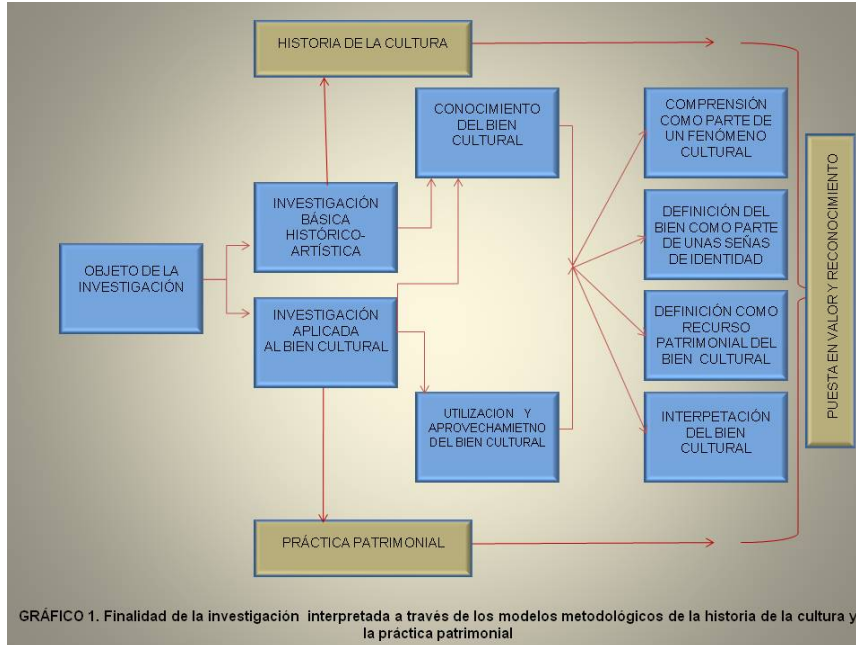 HISTORIA DE LA CULTURA
CONOCIMIENTO
DEL BIEN
CULTURAL
COMPRENSIÓN
COMO PARTE DE
UN FENÓMENO
CULTURAL
INVESTIGACIÓN
BÁSICA
HISTÓRICO-
ARTÍSTICA
DEFINICIÓN DEL
BIEN COMO PARTE
DE UNAS SEÑAS
DE IDENTIDAD
OBJETO DE LA
INVESTIGACIÓN
INVESTIGACIÓN
APLICADA
AL BIEN CULTURAL
DEFINICIÓN COMO
RECURSO
PATRIMONIAL DEL
BIEN CULTURAL
UTILIZACION Y
APROVECHAMIETNO
DEL BIEN CULTURAL
INTERPETACIÓN
DEL BIEN
CULTURAL
PUESTA EN VALOR Y RECONOCIMIENTO
PRÁCTICA PATRIMONIAL
GRÁFICO 1. Finalidad de la investigación interpretada a través de los modelos metodológicos de la historia de la cultura y
la práctica patrimonial